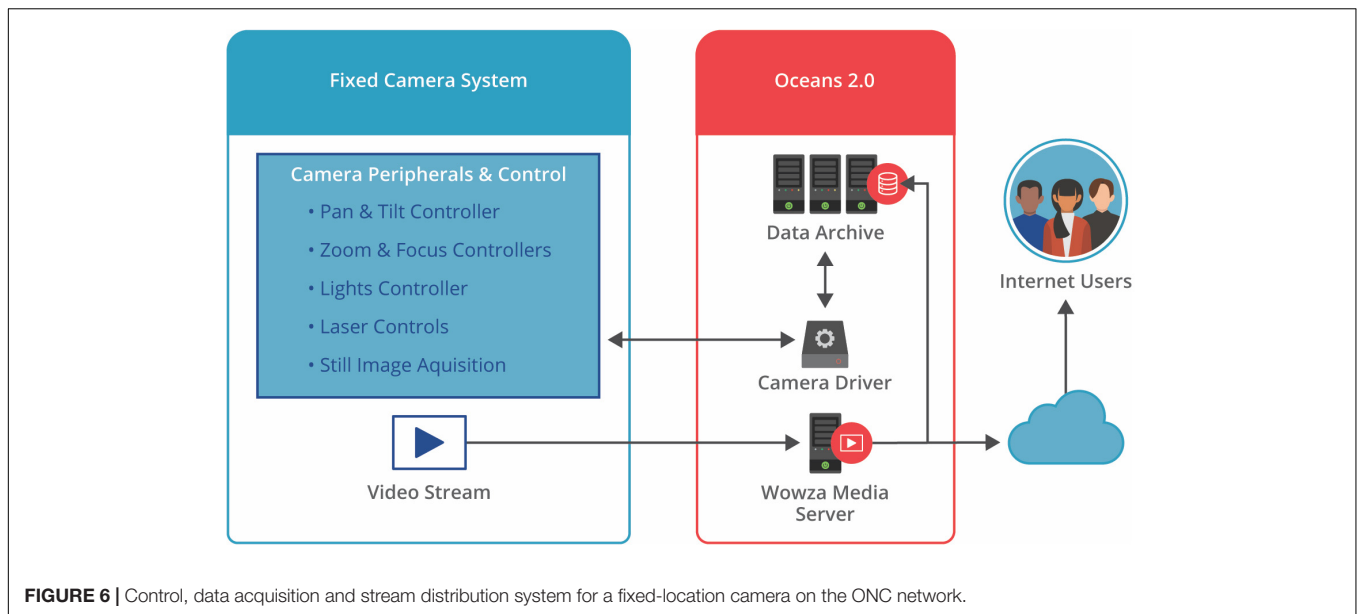 Fixed Camera System
Camera Peripherals & Control
• Pan & Tilt Controller
• Zoom & Focus Controllers
• Lights Controller
• Laser Controls
• Still Image Aquisition
Video Stream
Oceans 2.0
Data Archive
Camera Driver
Wowza Media
Server
Internet Users
FIGURE 6 | Control, data acquisition and stream distribution system for a fixed-location camera on the ONC network.